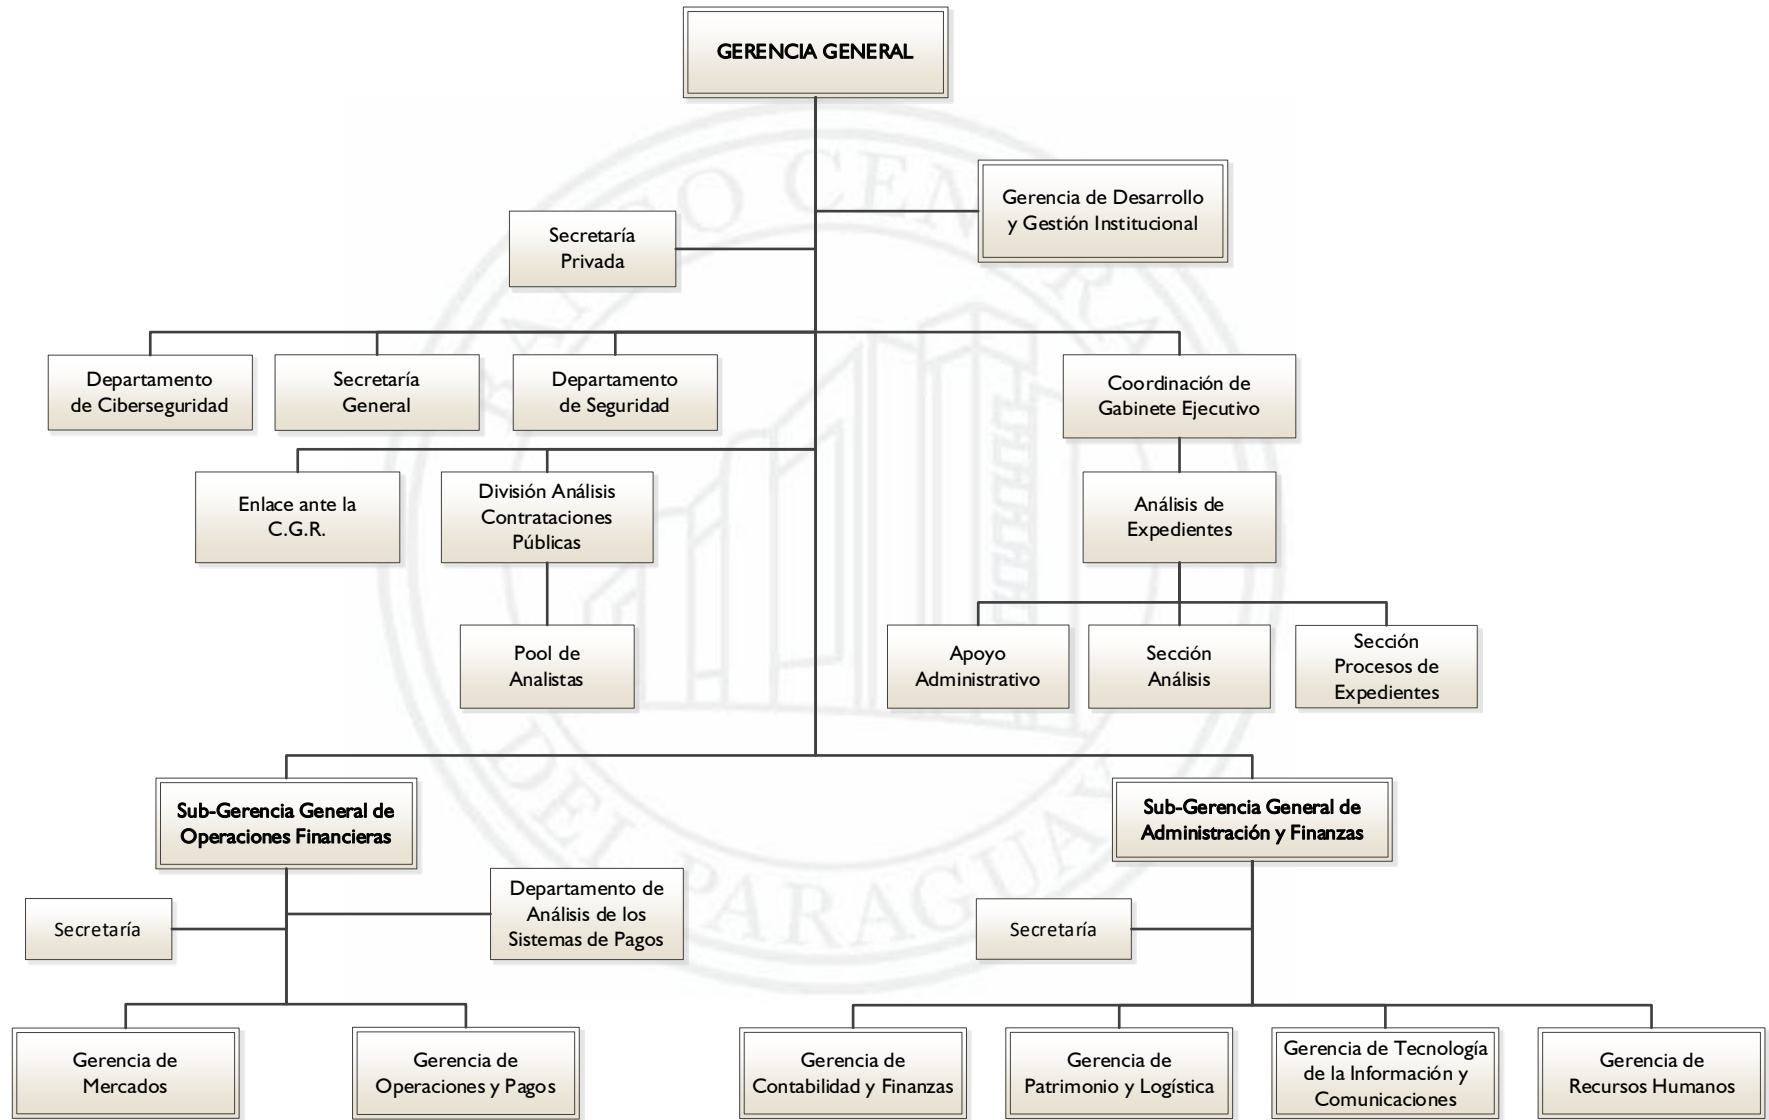 GERENCIA GENERAL
Gerencia de Desarrollo
y Gestión Institucional
Secretaría
Privada
Departamento
de Ciberseguridad
Secretaría
General
Departamento
de Seguridad
Coordinación de
Gabinete Ejecutivo
Enlace ante la
C.G.R.
División Análisis
Contrataciones
Públicas
Análisis de
Expedientes
Pool de
Analistas
Apoyo
Administrativo
Sección
Análisis
Sección
Procesos de
Expedientes
Sub-Gerencia General de
Operaciones Financieras
Sub-Gerencia General de
Administración y Finanzas
Secretaría
Departamento de
Análisis de los
Sistemas de Pagos
Secretaría
Gerencia de
Mercados
Gerencia de
Operaciones y Pagos
Gerencia de
Contabilidad y Finanzas
Gerencia de
Patrimonio y Logística
Gerencia de Tecnología
de la Información y
Comunicaciones
Gerencia de
Recursos Humanos
BANCO CENTRAL
DEL PARAGUAY